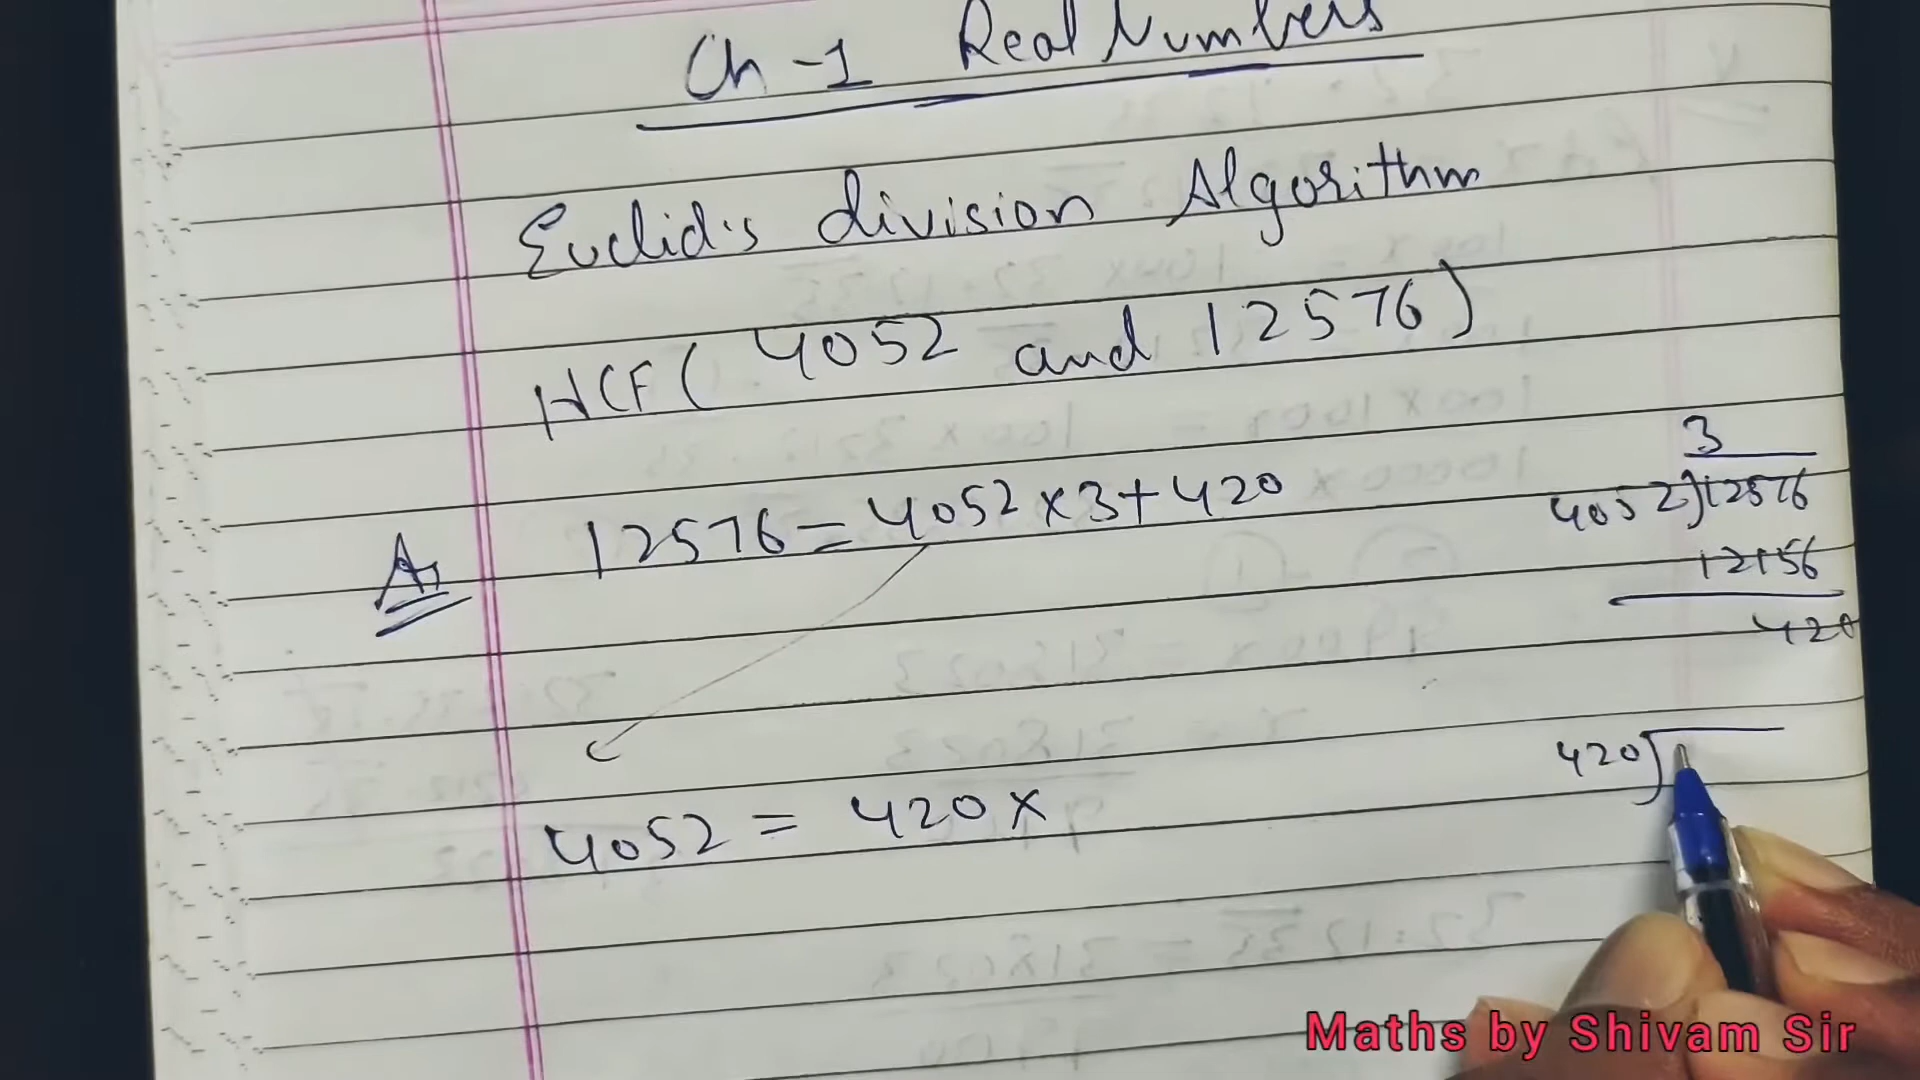 Ch-1 Real Numbers
Euclid's division Algorithm
HCF( 4052 and 12576)
A 12576 = 4052 x 3 + 420
3
4052)12576
12156
420
4052 = 420 x
420)
Maths by Shivam Sir